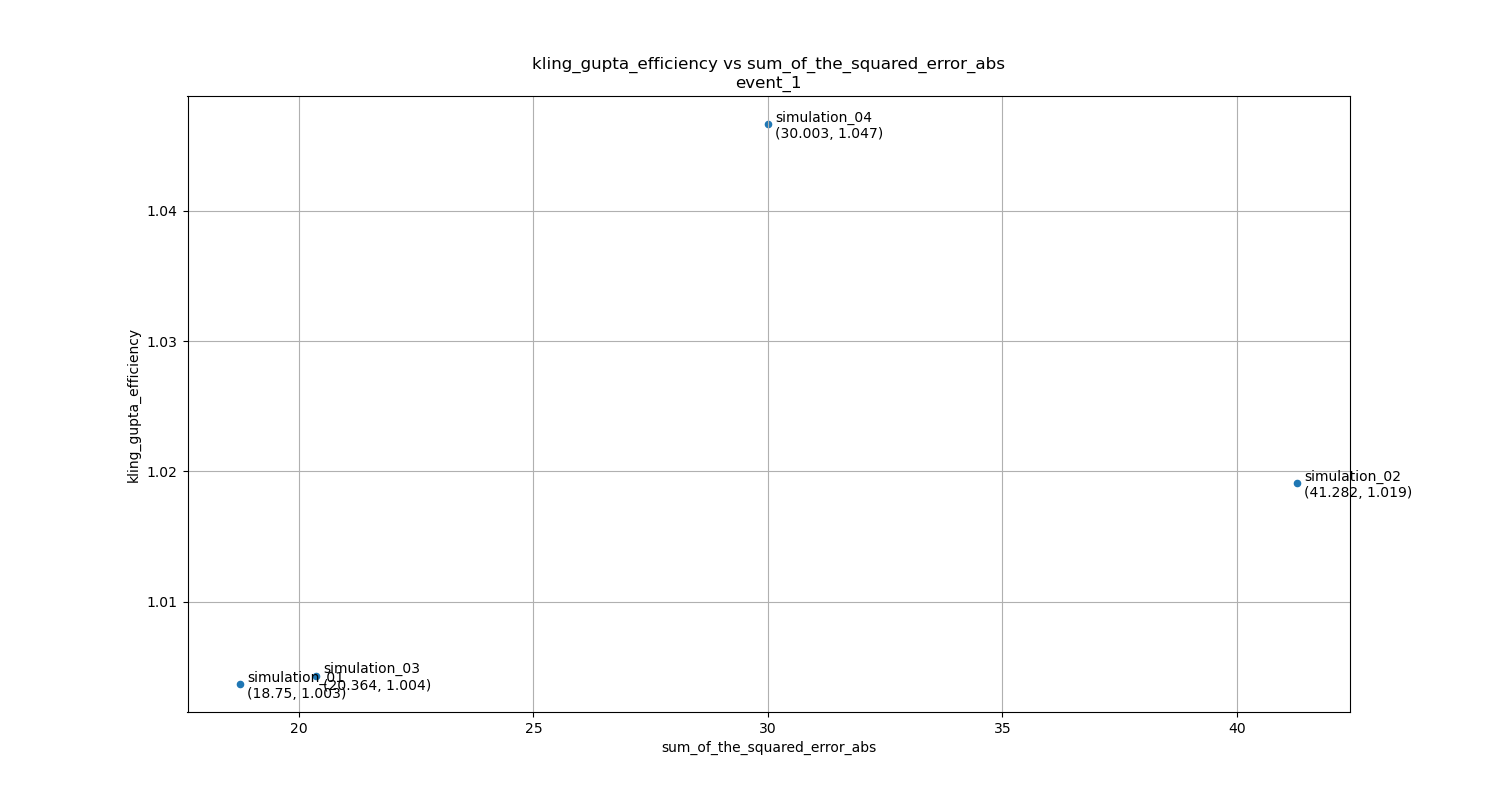 kling_gupta_efficiency vs sum_of_the_squared_error_abs
event_1
simulation_04
(30.003, 1.047)
1.04
1.03
1.02
1.01
kling_gupta_efficiency
simulation_02
(41.282, 1.019)
simulation_03
(20.364, 1.004)
simulation_01
(18.75, 1.003)
20
25
30
35
40
sum_of_the_squared_error_abs